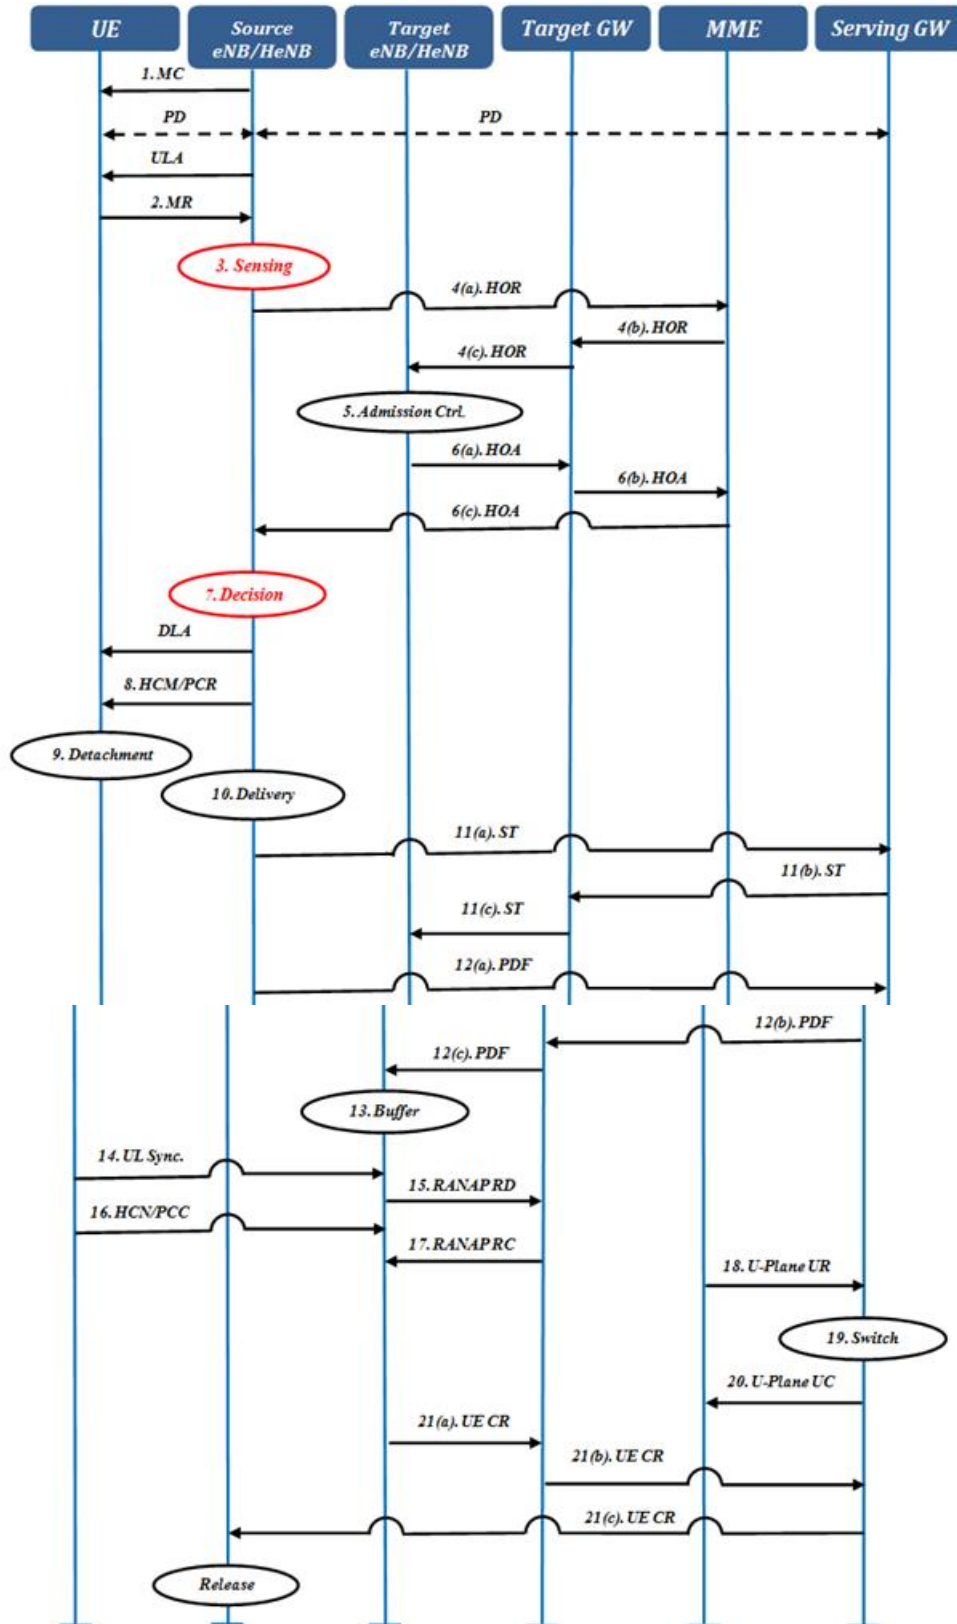 UE
Source
eNB/HeNB
Target
eNB/HeNB
Target GW
MME
Serving GW
1. MC
PD
PD
ULA
2. MR
3. Sensing
4(a). HOR
4(b). HOR
4(c). HOR
5. Admission Ctrl.
6(a). HOA
6(b). HOA
6(c). HOA
7. Decision
DLA
8. HCM/PCR
9. Detachment
10. Delivery
11(a). ST
11(b). ST
11(c). ST
12(a). PDF
12(b). PDF
12(c). PDF
13. Buffer
14. UL Sync.
15. RANAP RD
16. HCN/PCC
17. RANAP RC
18. U-Plane UR
19. Switch
20. U-Plane UC
21(a). UE CR
21(b). UE CR
21(c). UE CR
Release